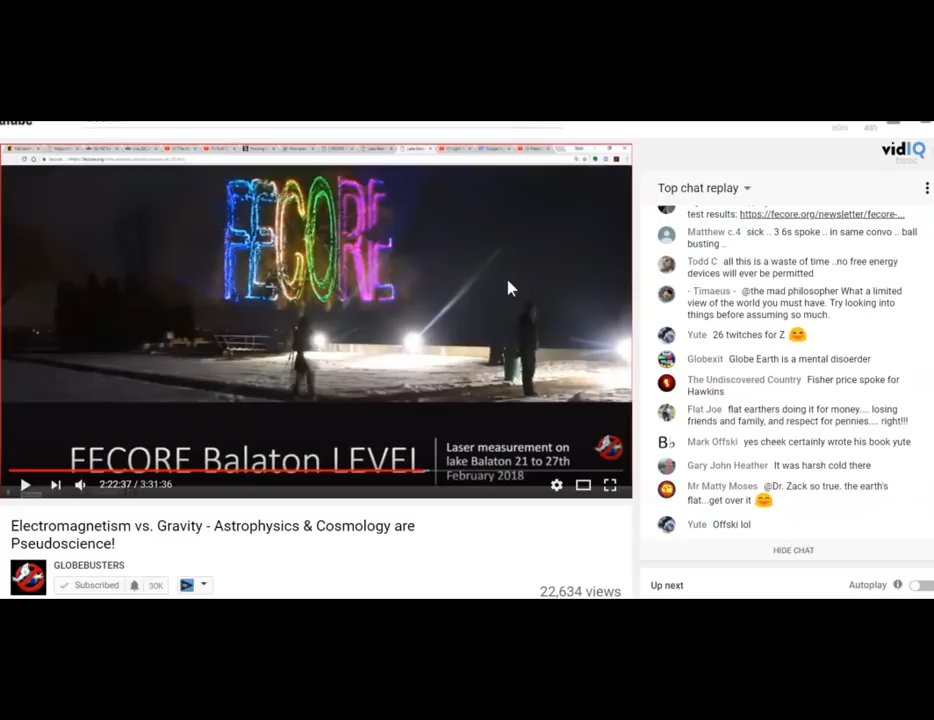 vidIQ
Top chat replay
FECORE
test results: https://fecore.org/newsletter/fecore-...
Matthew c.4 sick .. 3 6s spoke .. in same convo .. ball
busting ..
Todd C all this is a waste of time ..no free energy
devices will ever be permitted
- Timaeus - @the mad philosopher What a limited
view of the world you must have. Try looking into
things before assuming so much.
Yute 26 twitches for Z
Globexit Globe Earth is a mental disoerder
The Undiscovered Country Fisher price spoke for
Hawkins
Flat Joe flat earthers doing it for money.... losing
friends and family, and respect for pennies.... right!!!
B♭ Mark Offski yes cheek certainly wrote his book yute
Gary John Heather It was harsh cold there
Mr Matty Moses @Dr. Zack so true. the earth's
flat...get over it
Yute Offski lol
HIDE CHAT
FECORE Balaton LEVEL
Laser measurement on
lake Balaton 21 to 27th
February 2018
2:22:37 / 3:31:36
Electromagnetism vs. Gravity - Astrophysics & Cosmology are
Pseudoscience!
GLOBEBUSTERS
Subscribed 30K
22,634 views
Up next
Autoplay